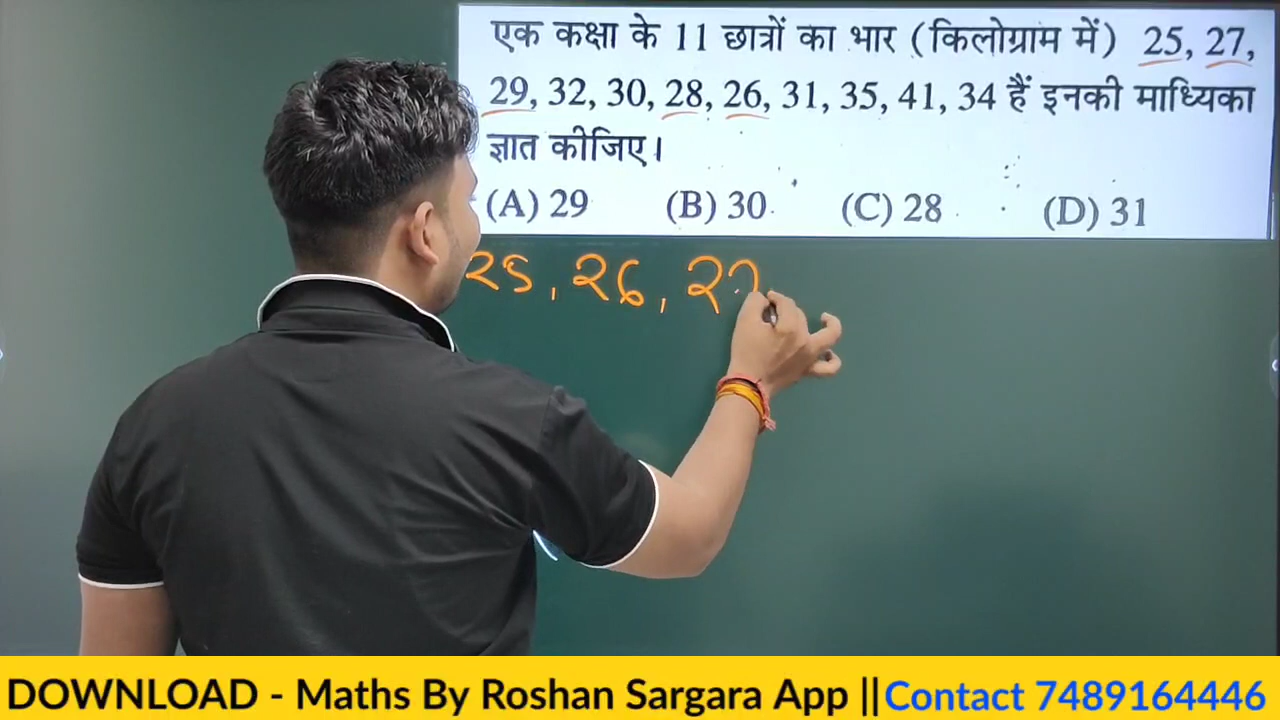 एक कक्षा के 11 छात्रों का भार (किलोग्राम में) 25, 27,
29, 32, 30, 28, 26, 31, 35, 41, 34 हैं इनकी माध्यिका
ज्ञात कीजिए।
(A) 29 (B) 30 (C) 28 (D) 31
25, 26, 27
DOWNLOAD - Maths By Roshan Sargara App || Contact 7489164446